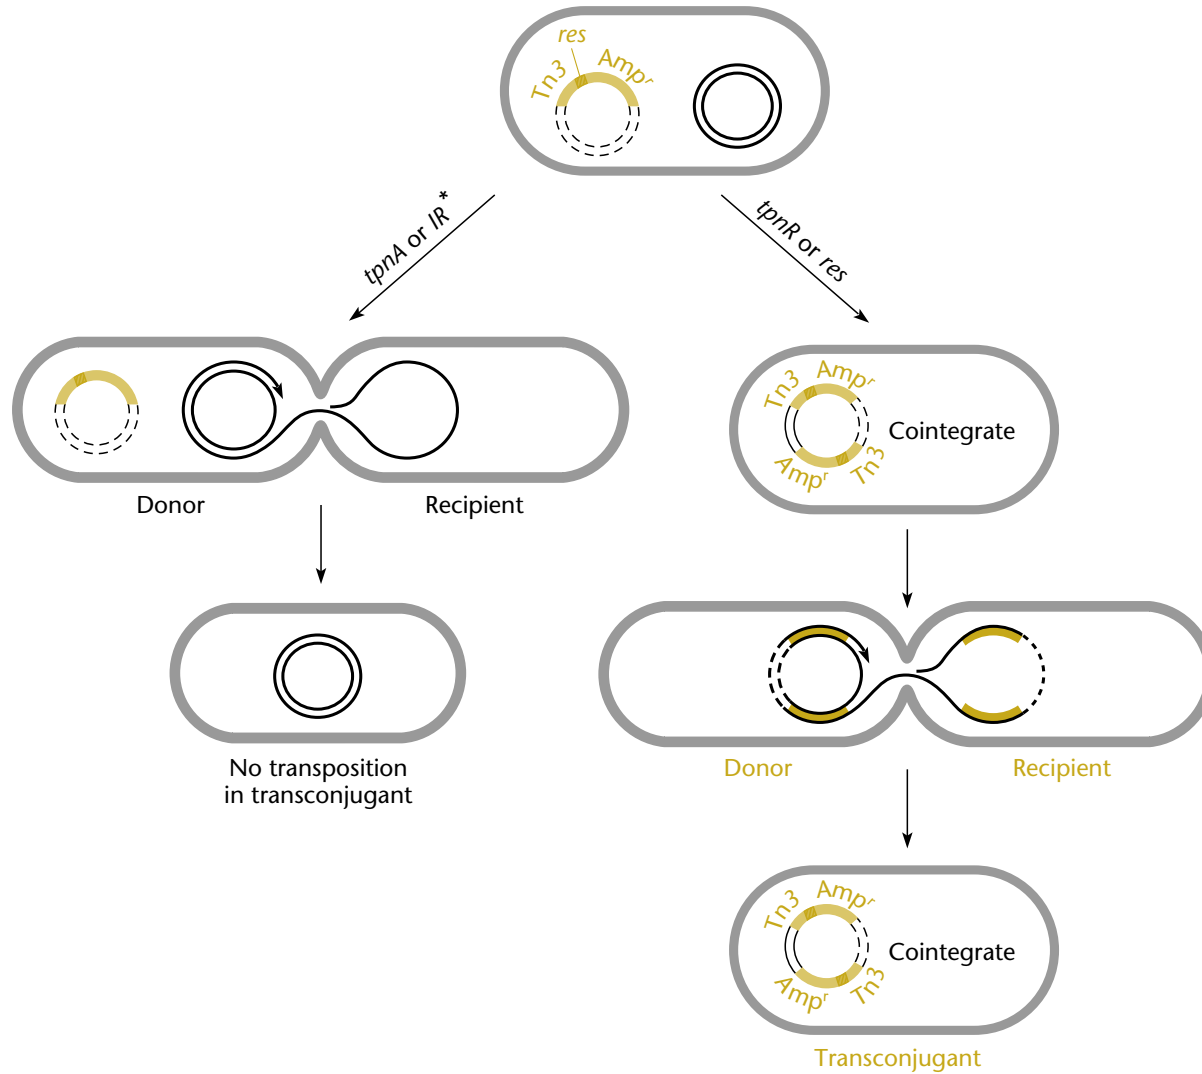 res
Tn3 Ampʳ
tpnA or IR*
tpnR or res
Tn3 Ampʳ
Cointegrate
Ampʳ Tn3
Donor
Recipient
No transposition
in transconjugant
Donor
Recipient
Tn3 Ampʳ
Cointegrate
Ampʳ Tn3
Transconjugant